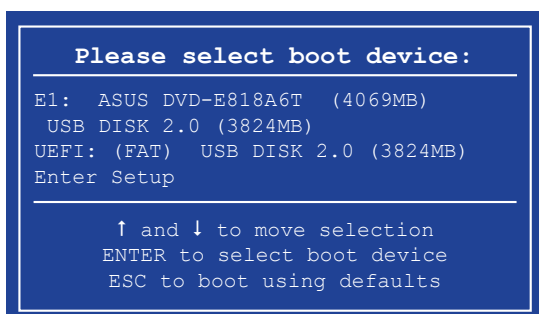 Please select boot device:
E1: ASUS DVD-E818A6T (4069MB)
USB DISK 2.0 (3824MB)
UEFI: (FAT) USB DISK 2.0 (3824MB)
Enter Setup
↑ and ↓ to move selection
ENTER to select boot device
ESC to boot using defaults